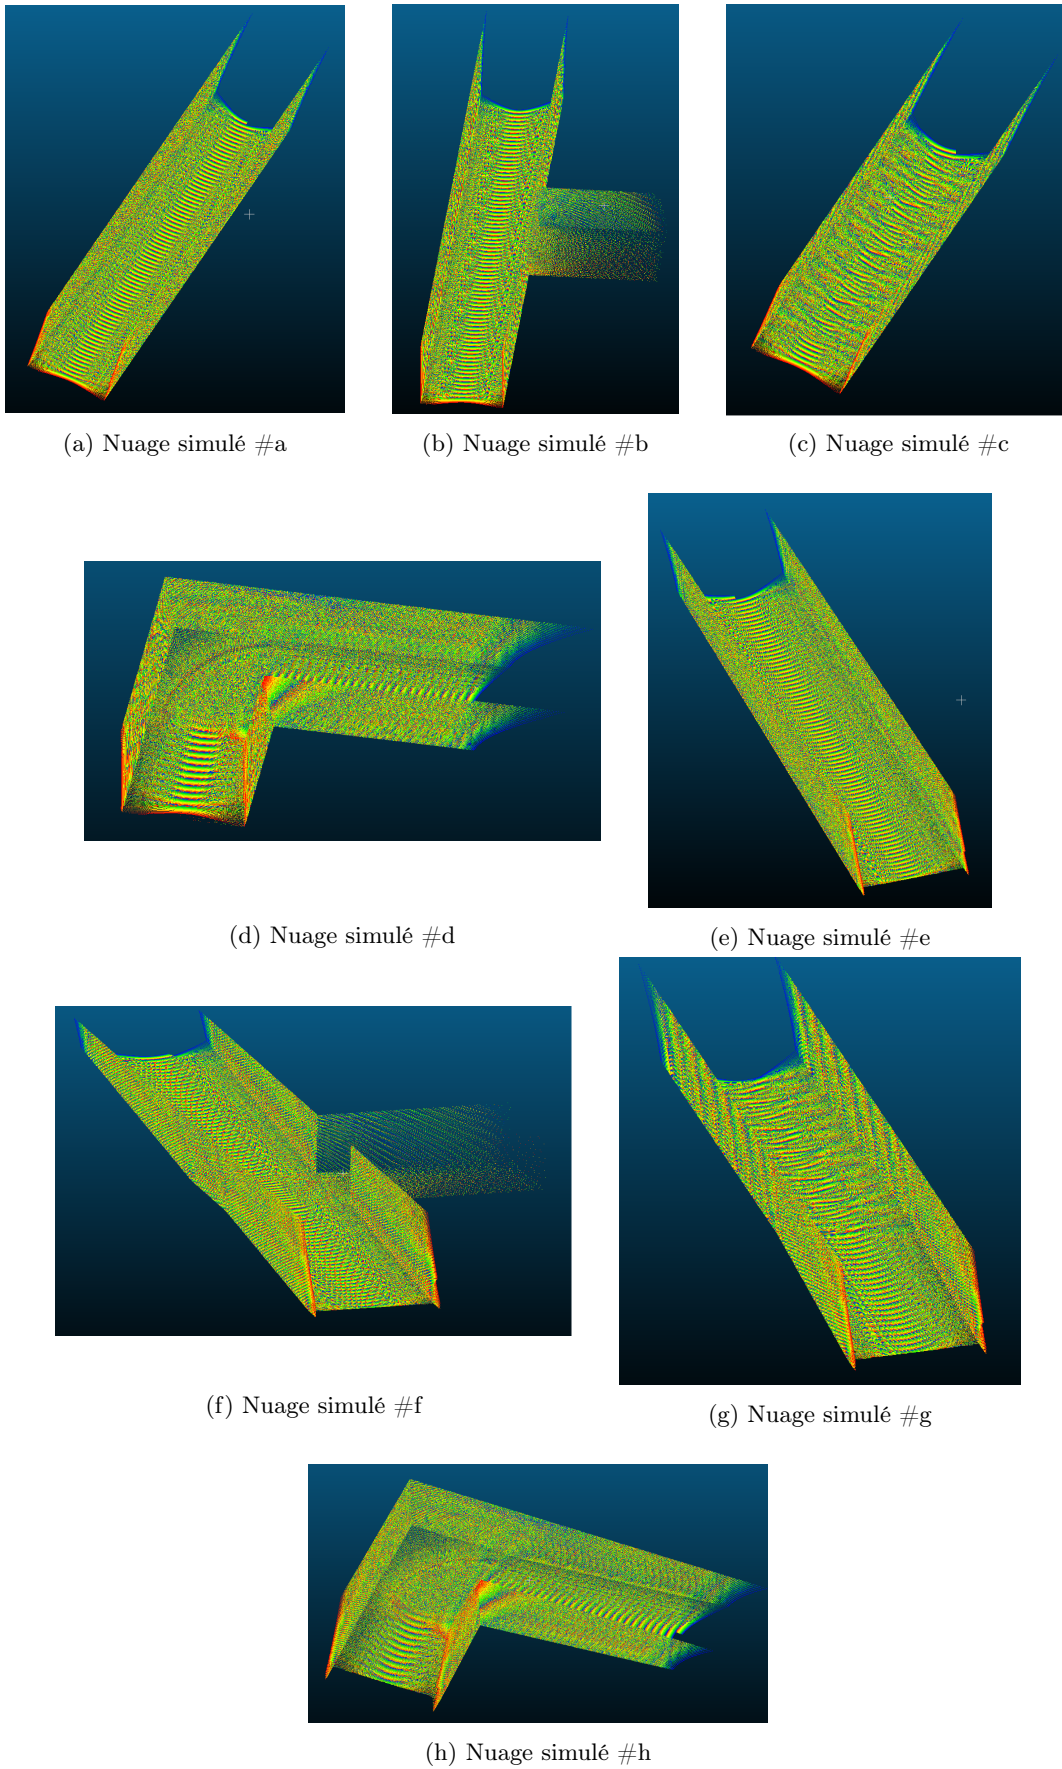 (a) Nuage simulé #a
(b) Nuage simulé #b
(c) Nuage simulé #c
(d) Nuage simulé #d
(e) Nuage simulé #e
(f) Nuage simulé #f
(g) Nuage simulé #g
(h) Nuage simulé #h